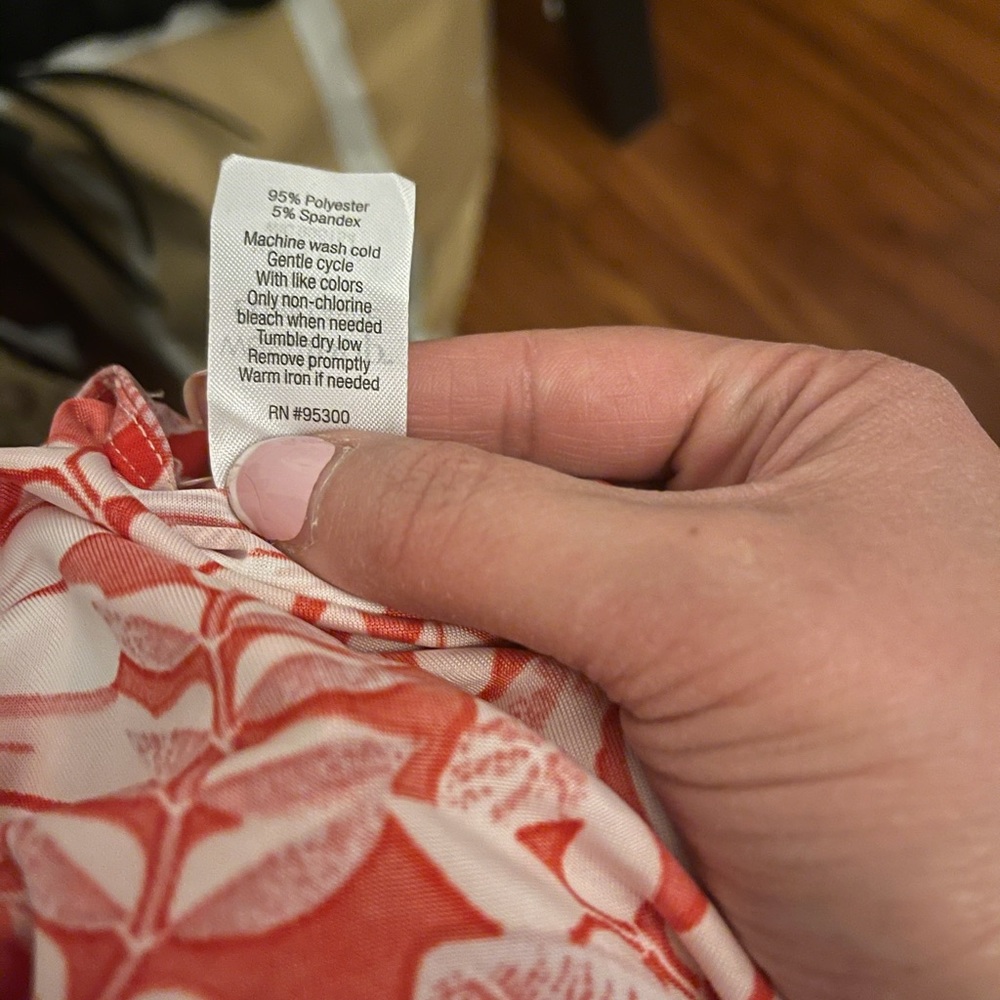 95% Polyester
5% Spandex
Machine wash cold
Gentle cycle
With like colors
Only non-chlorine
bleach when needed
Tumble dry low
Remove promptly
Warm Iron if needed
RN #95300